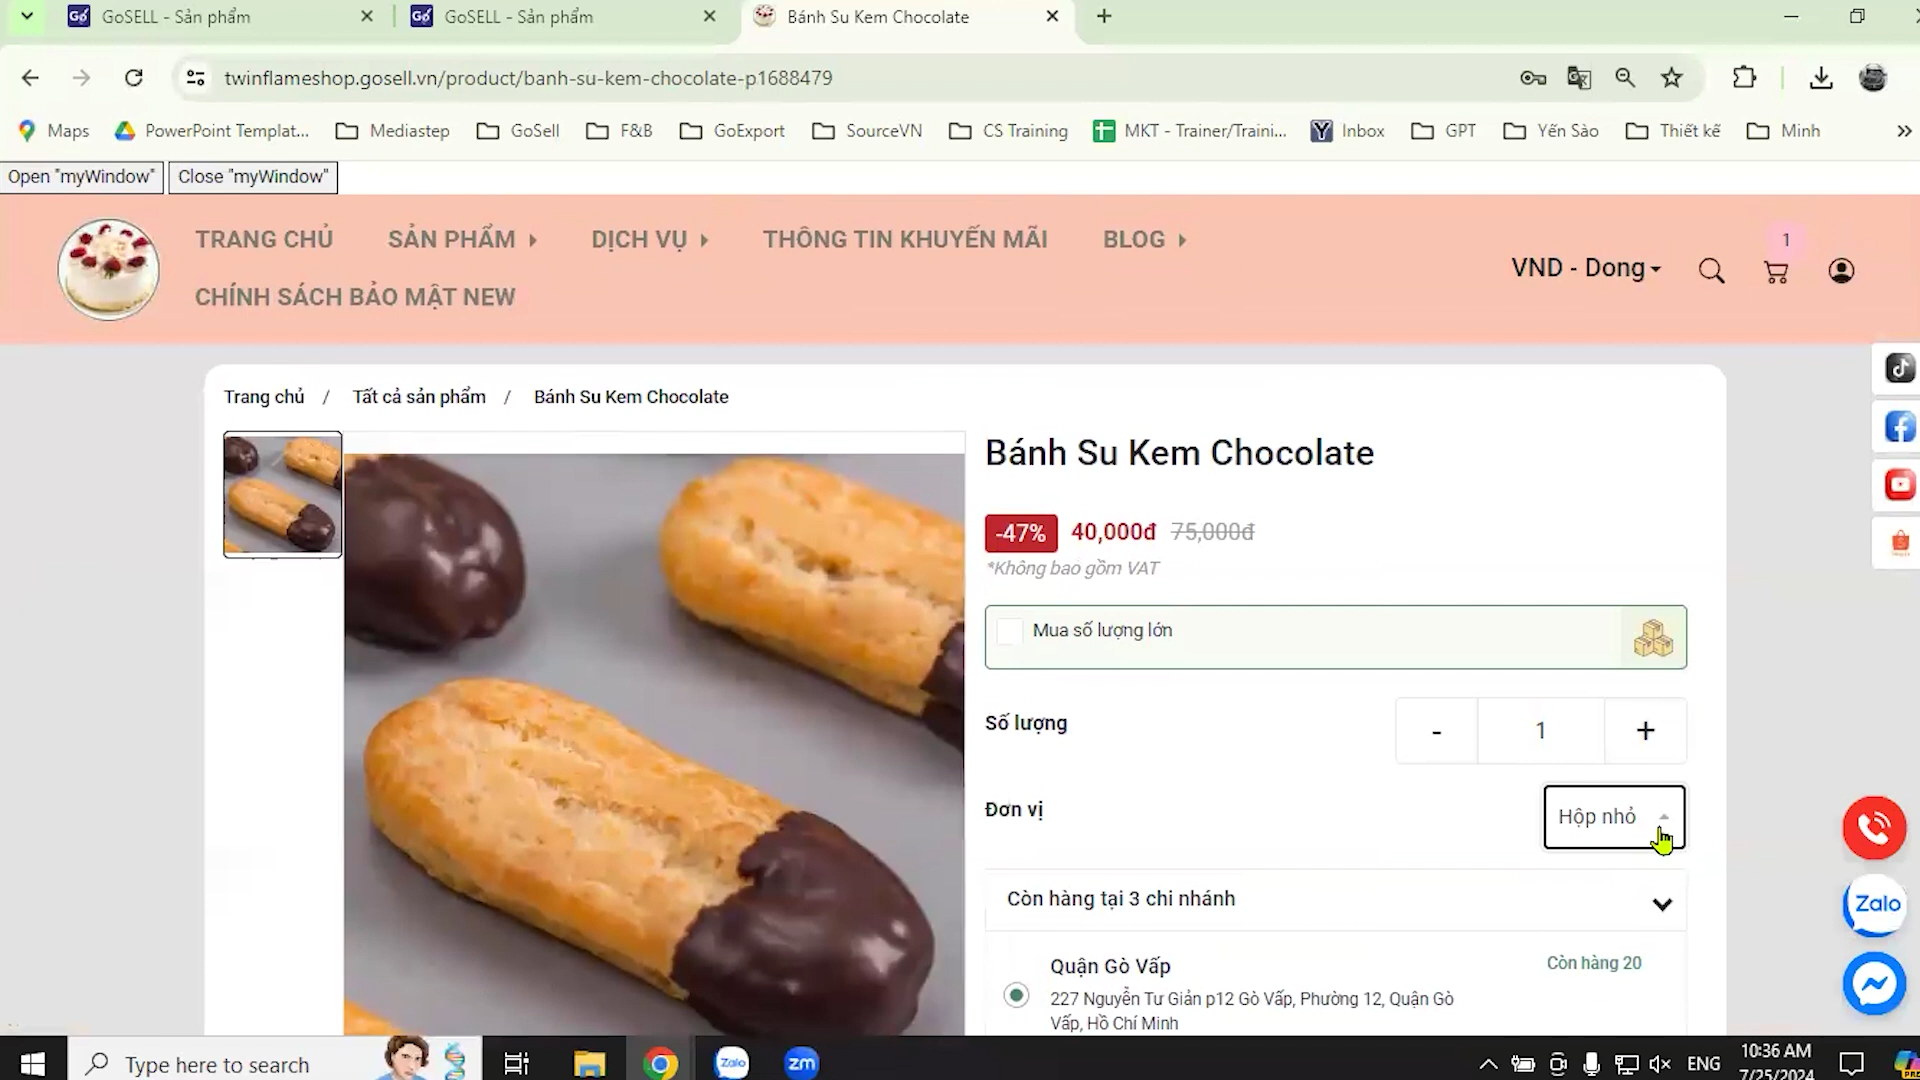 GoSELL - Sản phẩm
GoSELL - Sản phẩm
Bánh Su Kem Chocolate
twinflameshop.gosell.vn/product/banh-su-kem-chocolate-p1688479
Maps
PowerPoint Templat...
Mediastep
GoSell
F&B
GoExport
SourceVN
CS Training
MKT - Trainer/Traini...
Inbox
GPT
Yến Sào
Thiết kế
Minh
Open "myWindow"
Close "myWindow"
TRANG CHỦ
SẢN PHẨM
DỊCH VỤ
THÔNG TIN KHUYẾN MÃI
BLOG
CHÍNH SÁCH BẢO MẬT NEW
VND - Dong
1
Trang chủ / Tất cả sản phẩm / Bánh Su Kem Chocolate
Bánh Su Kem Chocolate
-47% 40,000đ 75,000đ
*Không bao gồm VAT
Mua số lượng lớn
Số lượng
- 1 +
Đơn vị
Hộp nhỏ
Còn hàng tại 3 chi nhánh
Quận Gò Vấp
Còn hàng 20
227 Nguyễn Tư Giản p12 Gò Vấp, Phường 12, Quận Gò
Vấp, Hồ Chí Minh
Zalo
Type here to search
Zalo
zm
ENG
10:36 AM
7/25/2024